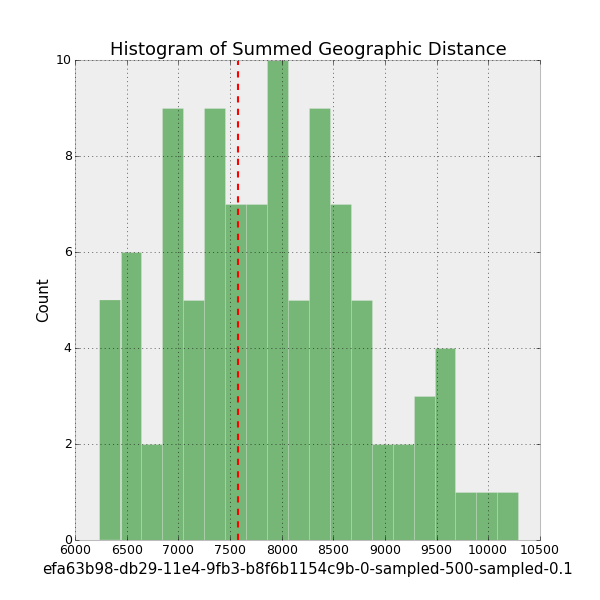 Histogram of Summed Geographic Distance
10
8
6
4
2
0
Count
6000 6500 7000 7500 8000 8500 9000 9500 10000 10500
efa63b98-db29-11e4-9fb3-b8f6b1154c9b-0-sampled-500-sampled-0.1